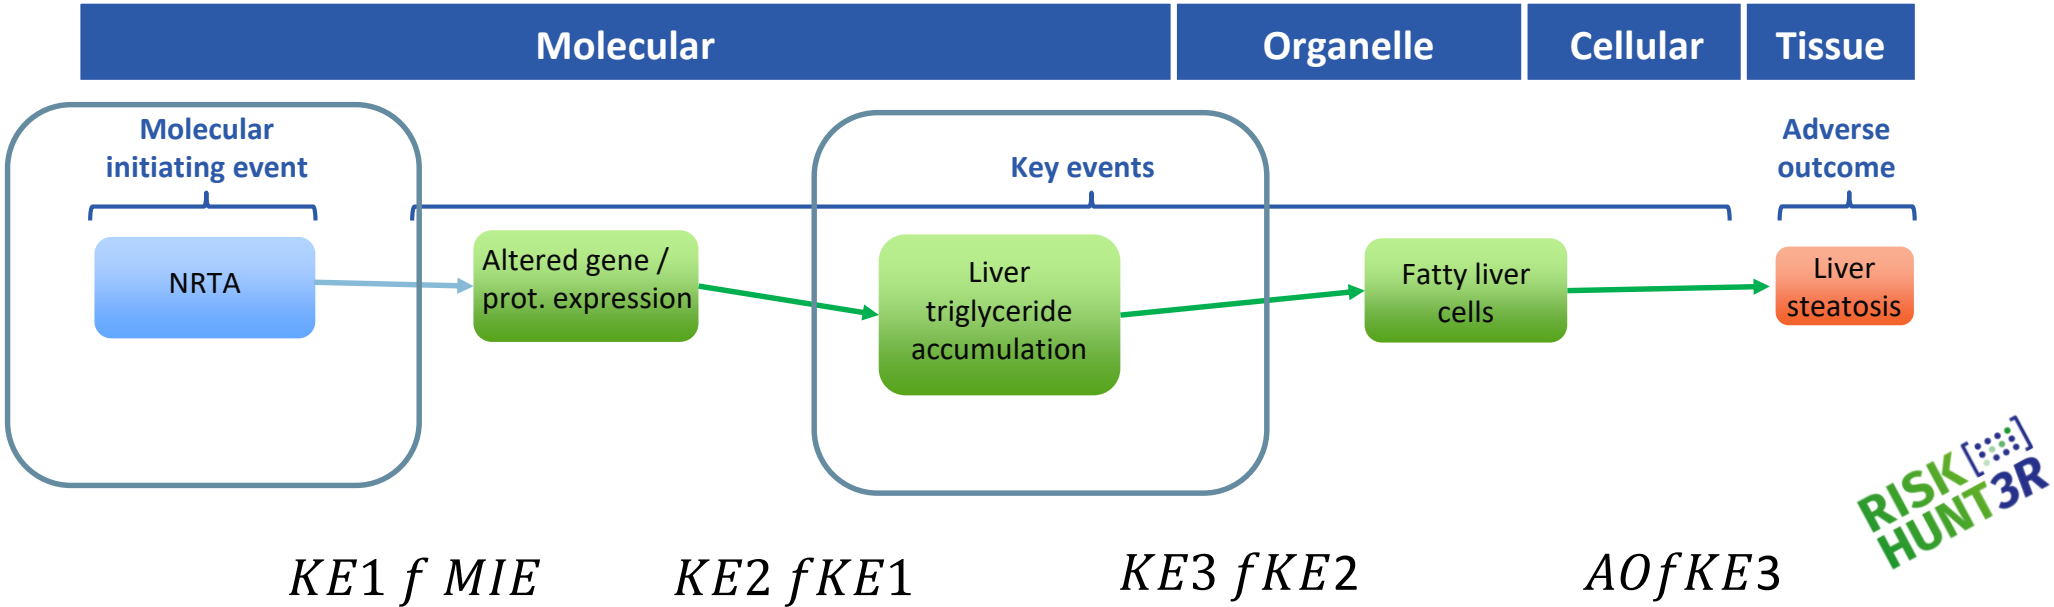 Molecular
Organelle
Cellular
Tissue
Molecular
initiating event
Key events
Adverse
outcome
NRTA
Altered gene /
prot. expression
Liver
triglyceride
accumulation
Fatty liver
cells
Liver
steatosis
RISK
HUNT3R
KE1 f MIE
KE2 fKE1
KE3 fKE2
AOfKE3